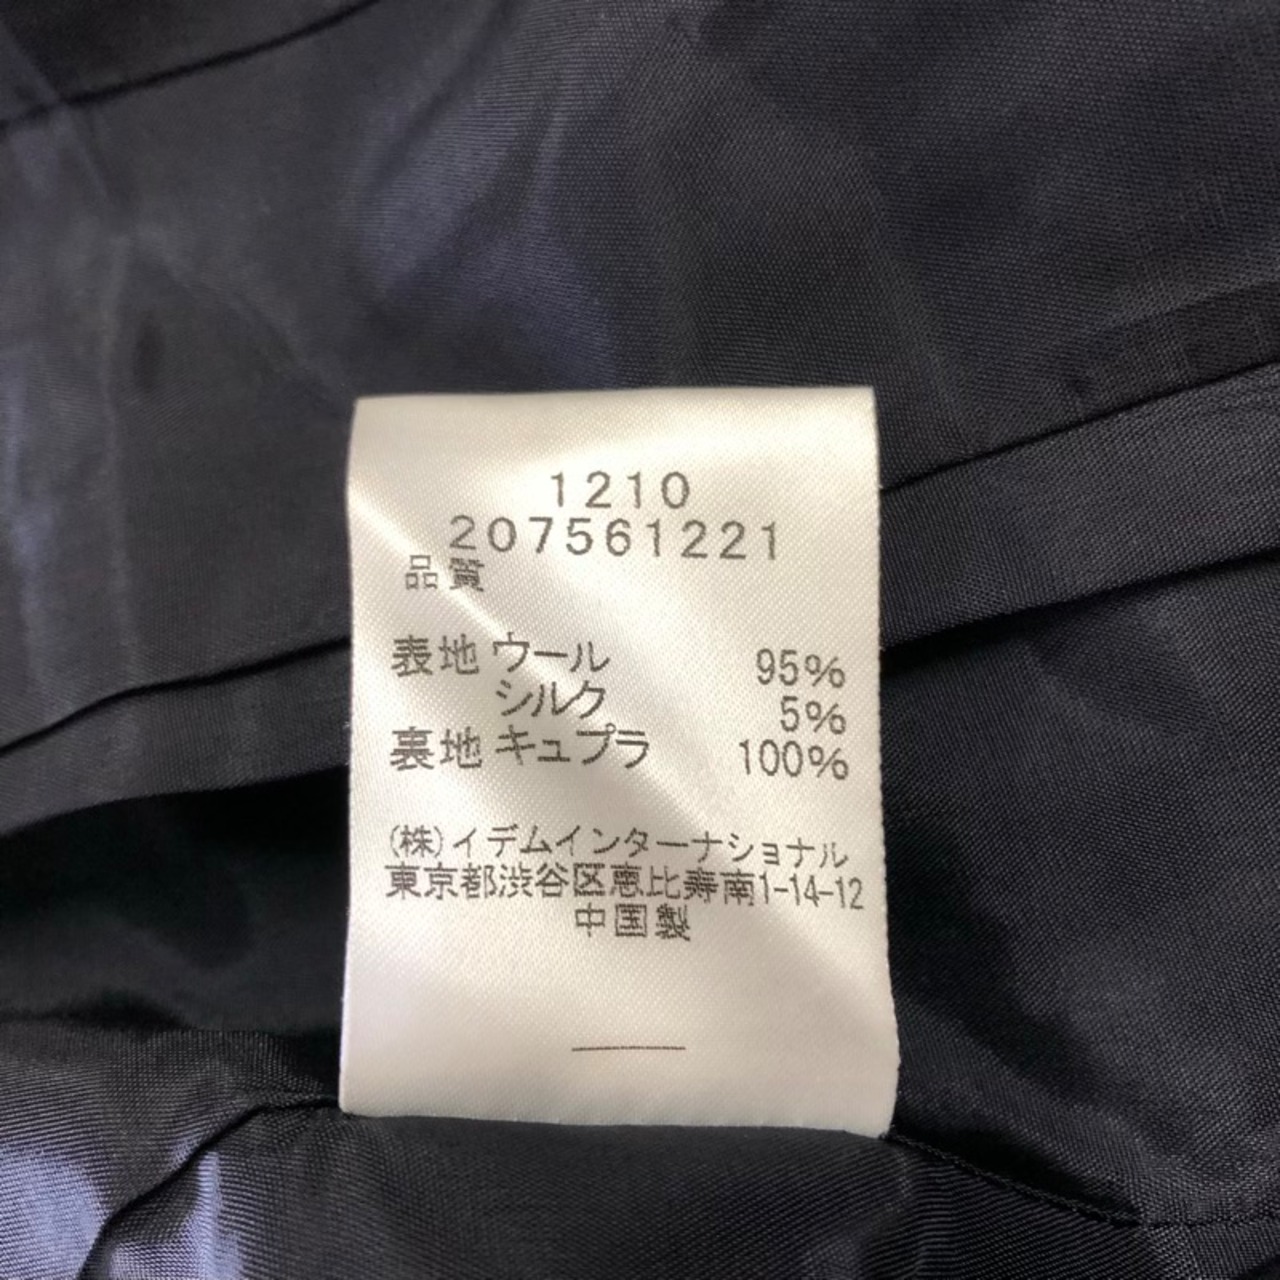 1210
207561221
品質
表地 ウール 95%
シルク 5%
裏地 キュプラ 100%
(株)イデムインターナショナル
東京都渋谷区恵比寿南1-14-12
中国製